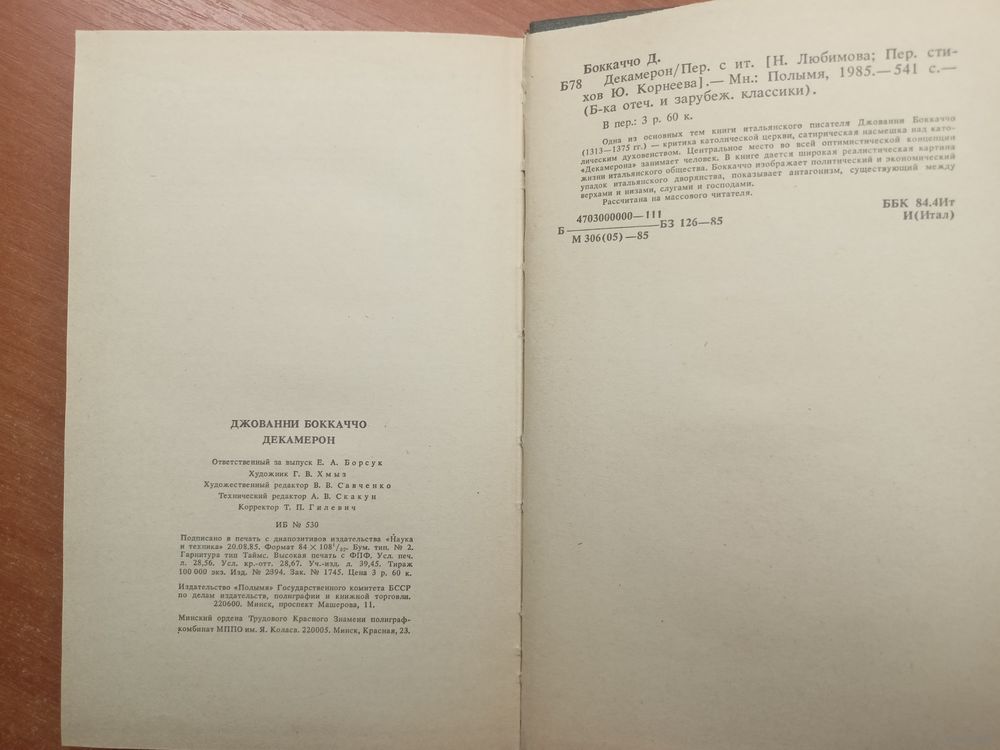 ДЖОВАННИ БОККАЧЧО
ДЕКАМЕРОН
Ответственный за выпуск Е. А. Борсук
Художник Г. В. Хмыз
Художественный редактор В. В. Савченко
Технический редактор А. В. Скакун
Корректор Т. П. Гилевич
ИБ № 530
Подписано в печать с диапозитивов издательства «Наука
и техника» 20.08.85. Формат 84 × 108¹/₃₂. Бум. тип. № 2.
Гарнитура тип Таймс. Высокая печать с ФПФ. Усл. печ.
л. 28,56. Усл. кр.-отт. 28,67. Уч.-изд. л. 39,45. Тираж
100 000 экз. Изд. № 2894. Зак. № 1745. Цена 3 р. 60 к.
Издательство «Полымя» Государственного комитета БССР
по делам издательств, полиграфии и книжной торговли.
220600. Минск, проспект Машерова, 11.
Минский ордена Трудового Красного Знамени полиграф-
комбинат МППО им. Я. Коласа. 220005. Минск, Красная, 23.
Боккаччо Д.
Б78 Декамерон/Пер. с ит. [Н. Любимова; Пер. сти-
хов Ю. Корнеева].— Мн.: Полымя, 1985.— 541 с.—
(Б-ка отеч. и зарубеж. классики).
В пер.: 3 р. 60 к.
Одна из основных тем книги итальянского писателя Джованни Боккаччо
(1313—1375 гг.) — критика католической церкви, сатирическая насмешка над като-
лическим духовенством. Центральное место во всей оптимистической концепции
«Декамерона» занимает человек. В книге дается широкая реалистическая картина
жизни итальянского общества. Боккаччо изображает политический и экономический
упадок итальянского дворянства, показывает антагонизм, существующий между
верхами и низами, слугами и господами.
Рассчитана на массового читателя.
Б 4703000000—111 БЗ 126—85
М 306(05)—85
ББК 84.4Ит
И(Итал)